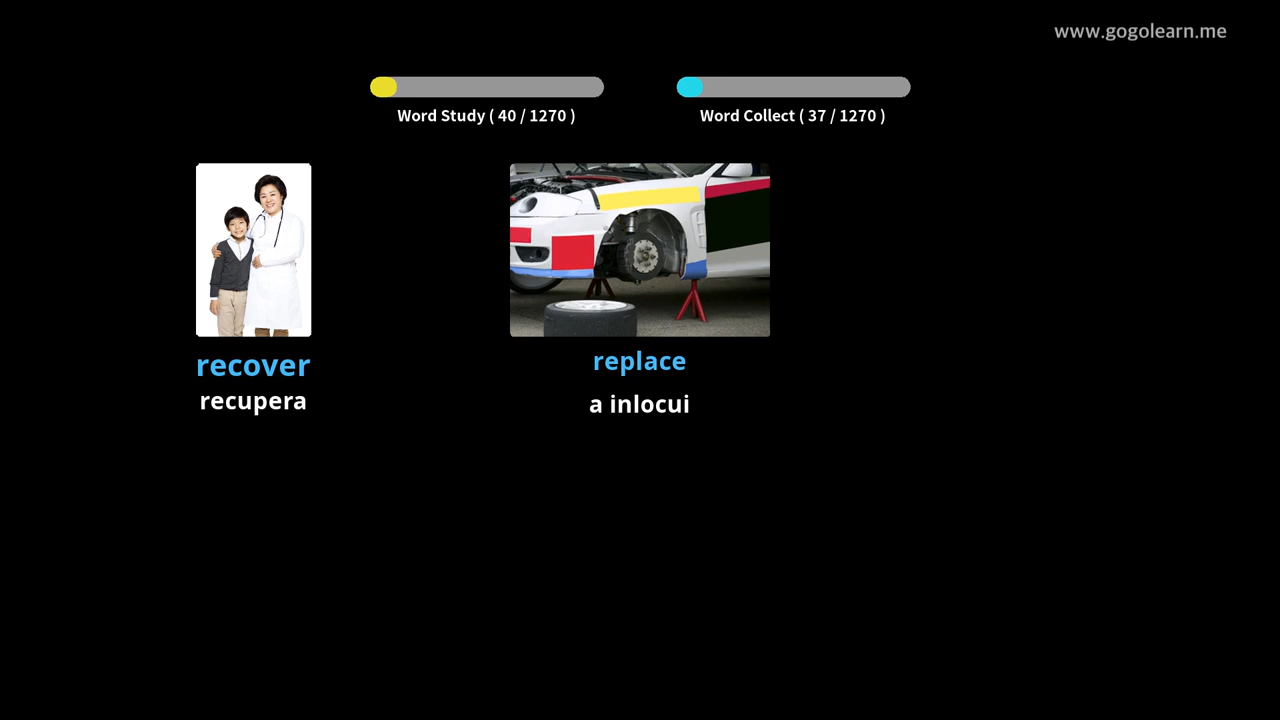 www.gogolearn.me
Word Study ( 40 / 1270 )
Word Collect ( 37 / 1270 )
recover
recupera
replace
a inlocui